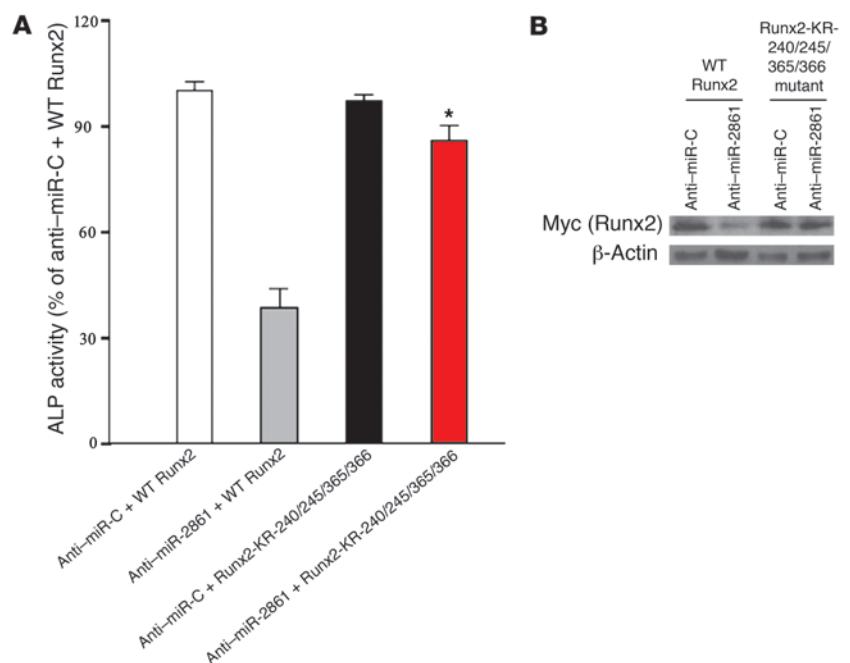 A
ALP activity (% of anti–miR-C + WT Runx2)
120
90
60
30
0
*
Anti–miR-C + WT Runx2
Anti–miR-2861 + WT Runx2
Anti–miR-C + Runx2-KR-240/245/365/366
Anti–miR-2861 + Runx2-KR-240/245/365/366
B
WT
Runx2
Runx2-KR-
240/245/
365/366
mutant
Anti–miR-C
Anti–miR-2861
Anti–miR-C
Anti–miR-2861
Myc (Runx2)
β-Actin